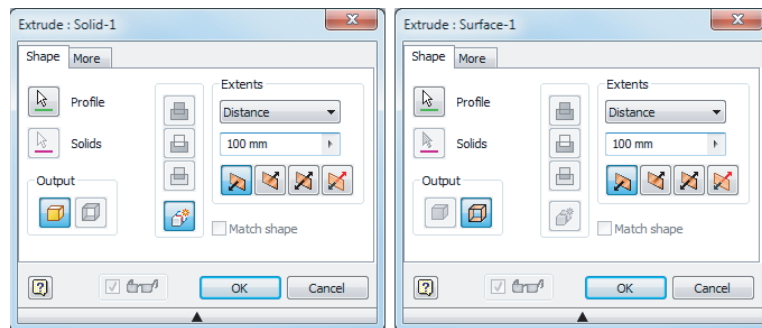 Extrude : Solid-1
Shape More
Extents
Profile
Distance
Solids
100 mm
Output
Match shape
OK Cancel
Extrude : Surface-1
Shape More
Extents
Profile
Distance
Solids
100 mm
Output
Match shape
OK Cancel